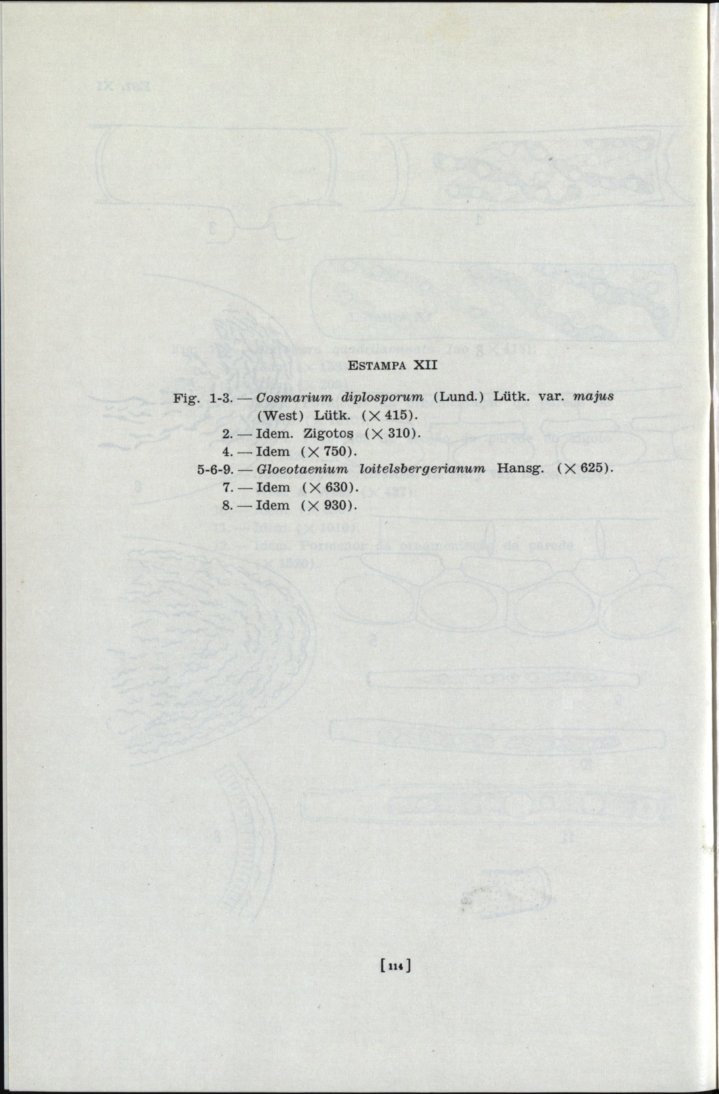 ESTAMPA XII
Fig. 1-3. — Cosmarium diplosporum (Lund.) Lütk. var. majus
(West) Lütk. (× 415).
2. — Idem. Zigotos (× 310).
4. — Idem (× 750).
5-6-9. — Gloeotaenium loitelsbergerianum Hansg. (× 625).
7. — Idem (× 630).
8. — Idem (× 930).
[114]